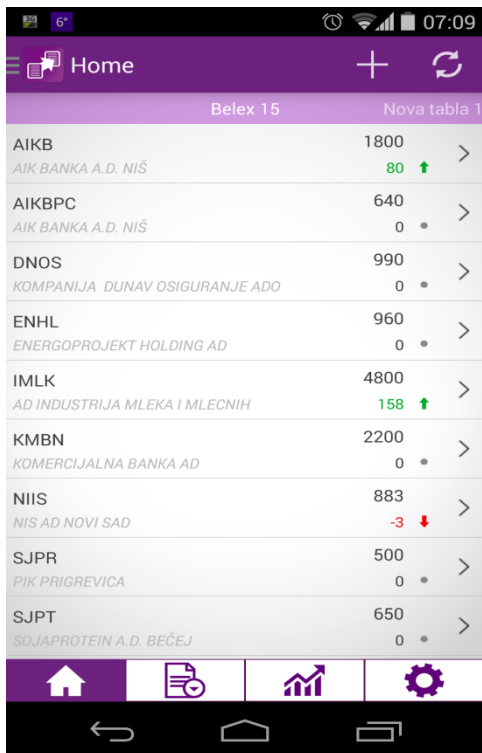 3G 6° 07:09
Home
Belex 15 Nova tabla 1
AIKB 1800
AIK BANKA A.D. NIŠ 80
AIKBPC 640
AIK BANKA A.D. NIŠ 0
DNOS 990
KOMPANIJA DUNAV OSIGURANJE ADO 0
ENHL 960
ENERGOPROJEKT HOLDING AD 0
IMLK 4800
AD INDUSTRIJA MLEKA I MLECNIH 158
KMBN 2200
KOMERCIJALNA BANKA AD 0
NIIS 883
NIS AD NOVI SAD -3
SJPR 500
PIK PRIGREVICA 0
SJPT 650
SOJAPROTEIN A.D. BEČEJ 0